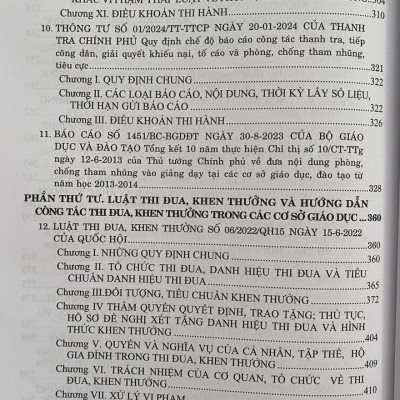 KHÁC VI PHẠM PHÁP LUẬT
Chương XI. ĐIỀU KHOẢN THI HÀNH ... 310
10. THÔNG TƯ SỐ 01/2024/TT-TTCP NGÀY 20-01-2024 CỦA THANH
TRA CHÍNH PHỦ Quy định chế độ báo cáo công tác thanh tra, tiếp
công dân, giải quyết khiếu nại, tố cáo và phòng, chống tham nhũng,
tiêu cực ... 321
Chương I. QUY ĐỊNH CHUNG ... 322
Chương II. CÁC LOẠI BÁO CÁO, NỘI DUNG, THỜI KỲ LẤY SỐ LIỆU,
THỜI HẠN GỬI BÁO CÁO ... 322
Chương III. ĐIỀU KHOẢN THI HÀNH ... 326
11. BÁO CÁO SỐ 1451/BC-BGDĐT NGÀY 30-8-2023 CỦA BỘ GIÁO
DỤC VÀ ĐÀO TẠO Tổng kết 10 năm thực hiện Chỉ thị số 10/CT-TTg
ngày 12-6-2013 của Thủ tướng Chính phủ về đưa nội dung phòng,
chống tham nhũng vào giảng dạy tại các cơ sở giáo dục, đào tạo từ
năm 2013-2014 ... 328
PHẦN THỨ TƯ. LUẬT THI ĐUA, KHEN THƯỞNG VÀ HƯỚNG DẪN
CÔNG TÁC THI ĐUA, KHEN THƯỞNG TRONG CÁC CƠ SỞ GIÁO DỤC ... 360
12. LUẬT THI ĐUA, KHEN THƯỞNG SỐ 06/2022/QH15 NGÀY 15-6-2022
CỦA QUỐC HỘI ... 360
Chương I. NHỮNG QUY ĐỊNH CHUNG ... 360
Chương II. TỔ CHỨC THI ĐUA, DANH HIỆU THI ĐUA VÀ TIÊU
CHUẨN DANH HIỆU THI ĐUA ... 365
Chương III.ĐỐI TƯỢNG, TIÊU CHUẨN KHEN THƯỞNG ... 372
Chương IV THẨM QUYỀN QUYẾT ĐỊNH, TRAO TẶNG; THỦ TỤC,
HỒ SƠ ĐỀ NGHỊ XÉT TẶNG DANH HIỆU THI ĐUA VÀ HÌNH
THỨC KHEN THƯỞNG ... 404
Chương V. QUYỀN VÀ NGHĨA VỤ CỦA CÁ NHÂN, TẬP THỂ, HỘ
GIA ĐÌNH TRONG THI ĐUA, KHEN THƯỞNG ... 409
Chương VI. TRÁCH NHIỆM CỦA CƠ QUAN, TỔ CHỨC VỀ THI
ĐUA, KHEN THƯỞNG ... 410
Chương VII. XỬ LÝ VI PHẠM